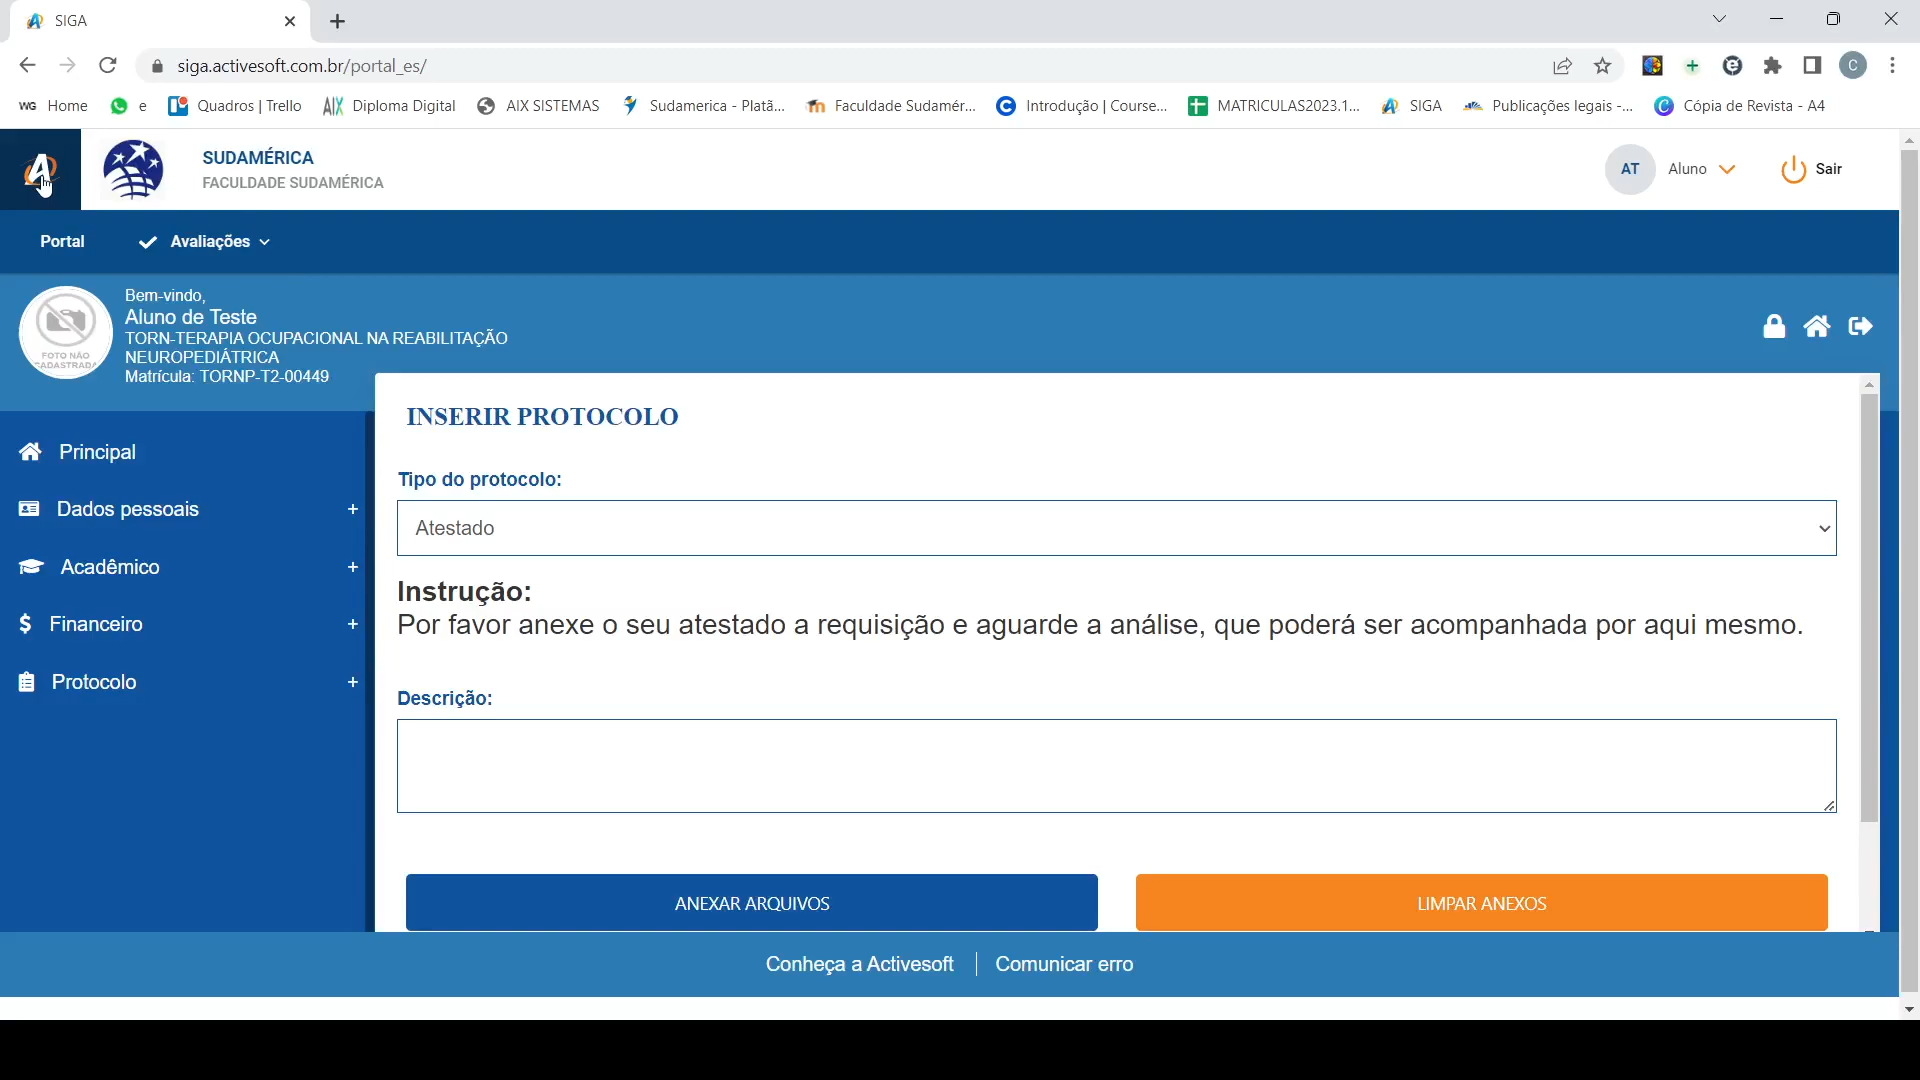 SIGA
siga.activesoft.com.br/portal_es/
C
WG Home
e
Quadros | Trello
Diploma Digital
AIX SISTEMAS
Sudamerica - Platã...
Faculdade Sudamér...
Introdução | Course...
MATRICULAS2023.1...
SIGA
Publicações legais -...
Cópia de Revista - A4
SUDAMÉRICA
FACULDADE SUDAMÉRICA
AT
Aluno
Sair
Portal
Avaliações
Bem-vindo,
Aluno de Teste
TORN-TERAPIA OCUPACIONAL NA REABILITAÇÃO
NEUROPEDIÁTRICA
Matrícula: TORNP-T2-00449
FOTO NÃO
CADASTRADA
Principal
Dados pessoais +
Acadêmico +
Financeiro +
Protocolo +
INSERIR PROTOCOLO
Tipo do protocolo:
Atestado
Instrução:
Por favor anexe o seu atestado a requisição e aguarde a análise, que poderá ser acompanhada por aqui mesmo.
Descrição:
ANEXAR ARQUIVOS
LIMPAR ANEXOS
Conheça a Activesoft
Comunicar erro